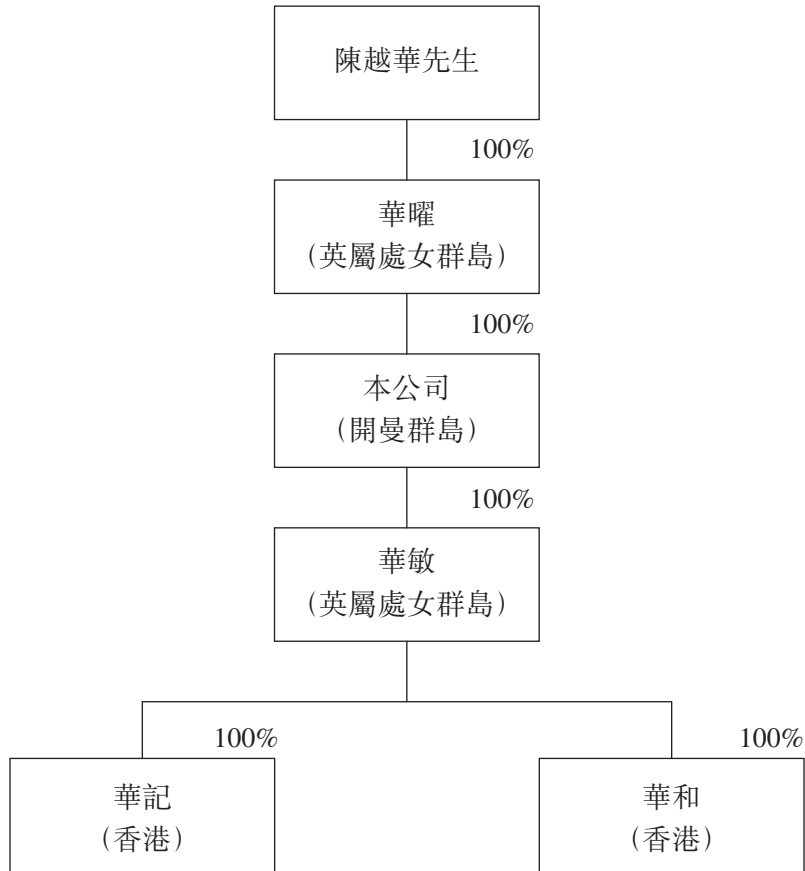 陳越華先生
100%
華曜
（英屬處女群島）
100%
本公司
（開曼群島）
100%
華敏
（英屬處女群島）
100%
100%
華記
（香港）
華和
（香港）